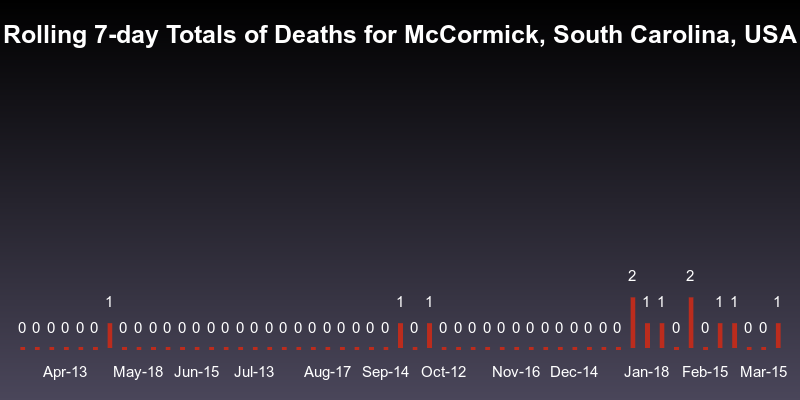 Rolling 7-day Totals of Deaths for McCormick, South Carolina, USA
2 2
1 1 1 1 1 1 1 1
0 0 0 0 0 0 0 0 0 0 0 0 0 0 0 0 0 0 0 0 0 0 0 0 0 0 0 0 0 0 0 0 0 0 0 0 0 0 0 0 0 0 0
Apr-13 May-18 Jun-15 Jul-13 Aug-17 Sep-14 Oct-12 Nov-16 Dec-14 Jan-18 Feb-15 Mar-15